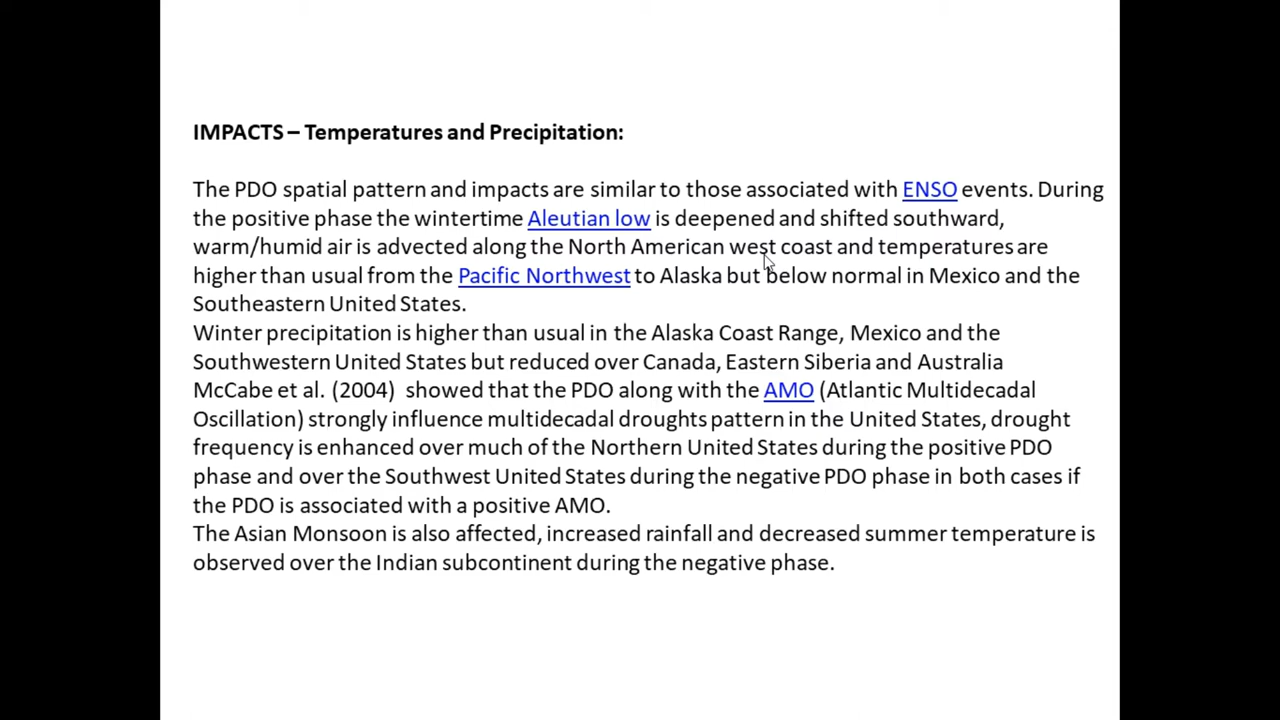 IMPACTS – Temperatures and Precipitation:
The PDO spatial pattern and impacts are similar to those associated with ENSO events. During
the positive phase the wintertime Aleutian low is deepened and shifted southward,
warm/humid air is advected along the North American west coast and temperatures are
higher than usual from the Pacific Northwest to Alaska but below normal in Mexico and the
Southeastern United States.
Winter precipitation is higher than usual in the Alaska Coast Range, Mexico and the
Southwestern United States but reduced over Canada, Eastern Siberia and Australia
McCabe et al. (2004)  showed that the PDO along with the AMO (Atlantic Multidecadal
Oscillation) strongly influence multidecadal droughts pattern in the United States, drought
frequency is enhanced over much of the Northern United States during the positive PDO
phase and over the Southwest United States during the negative PDO phase in both cases if
the PDO is associated with a positive AMO.
The Asian Monsoon is also affected, increased rainfall and decreased summer temperature is
observed over the Indian subcontinent during the negative phase.